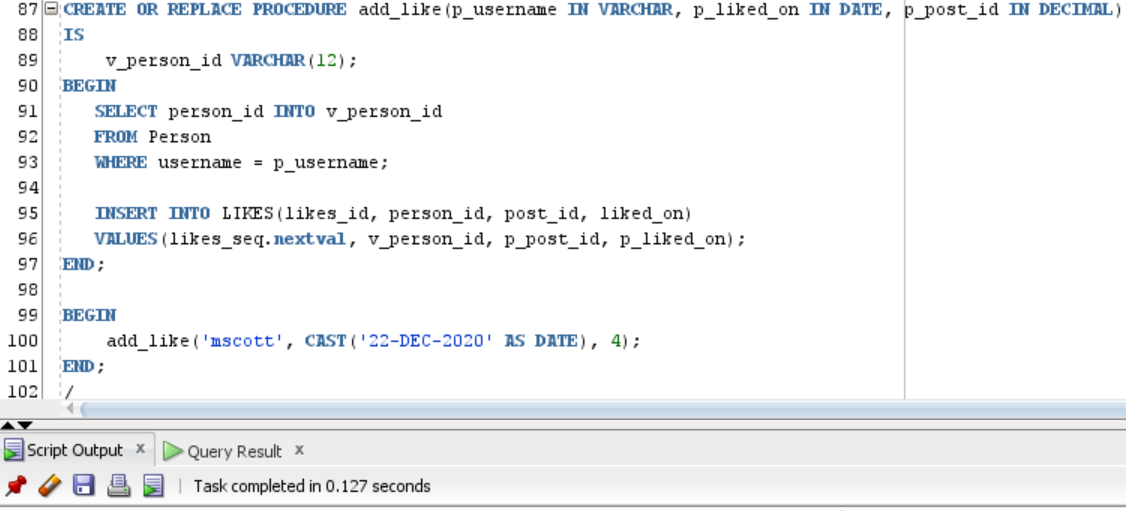 87 CREATE OR REPLACE PROCEDURE add_like(p_username IN VARCHAR, p_liked_on IN DATE, p_post_id IN DECIMAL)
88 IS
89     v_person_id VARCHAR(12);
90 BEGIN
91    SELECT person_id INTO v_person_id
92    FROM Person
93    WHERE username = p_username;
94
95    INSERT INTO LIKES(likes_id, person_id, post_id, liked_on)
96    VALUES(likes_seq.nextval, v_person_id, p_post_id, p_liked_on);
97 END;
98
99 BEGIN
100     add_like('mscott', CAST('22-DEC-2020' AS DATE), 4);
101 END;
102 /
Script Output x Query Result x
Task completed in 0.127 seconds